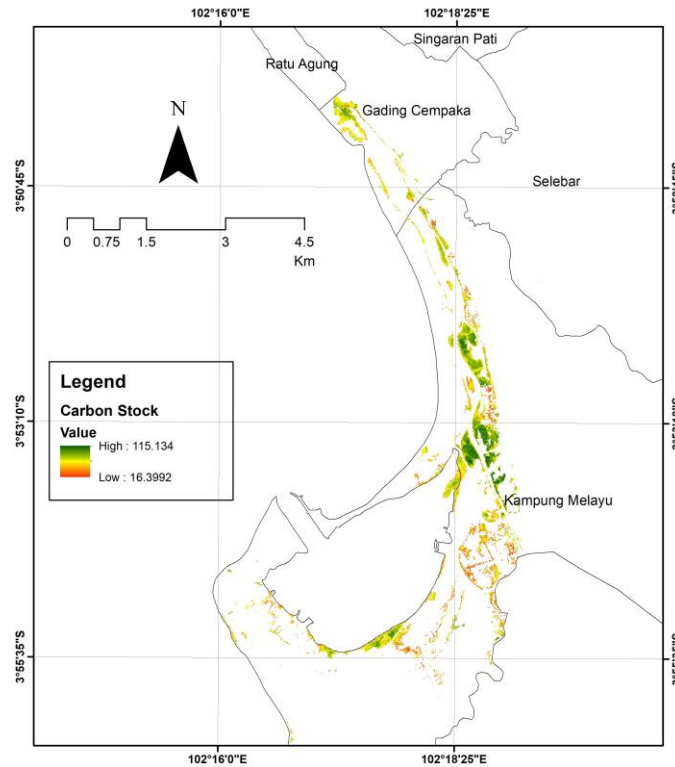 102°16'0"E
102°18'25"E
Singaran Pati
Ratu Agung
N
Gading Cempaka
3°50'45"S
Selebar
0 0.75 1.5 3 4.5
Km
Legend
Carbon Stock
Value
High : 115.134
Low : 16.3992
3°53'10"S
Kampung Melayu
3°55'35"S
102°16'0"E
102°18'25"E